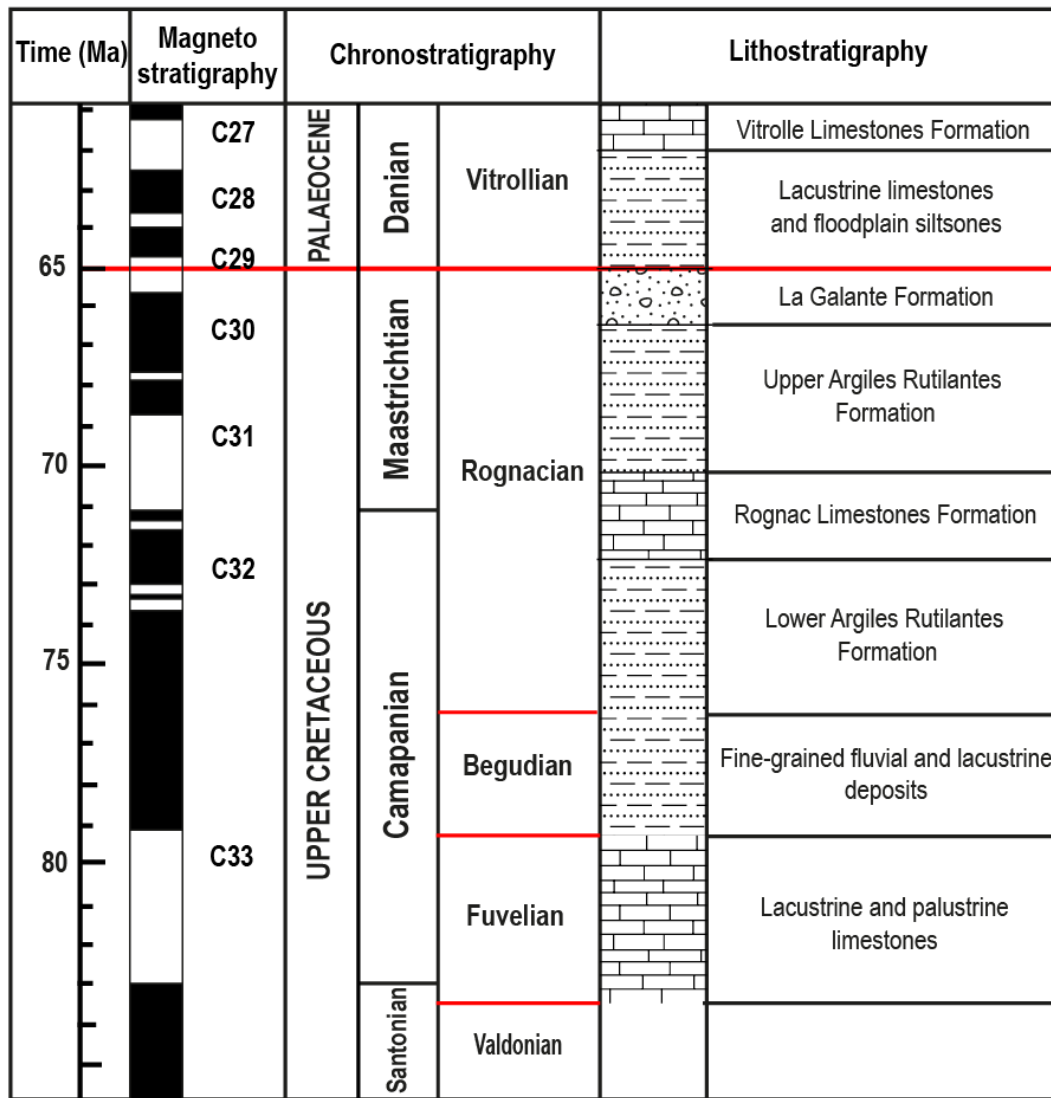 Time (Ma)
Magneto
stratigraphy
Chronostratigraphy
Lithostratigraphy
C27
C28
C29
C30
C31
C32
C33
65
70
75
80
PALAEOCENE
UPPER CRETACEOUS
Danian
Maastrichtian
Camapanian
Santonian
Vitrollian
Rognacian
Begudian
Fuvelian
Valdonian
Vitrolle Limestones Formation
Lacustrine limestones
and floodplain siltsones
La Galante Formation
Upper Argiles Rutilantes
Formation
Rognac Limestones Formation
Lower Argiles Rutilantes
Formation
Fine-grained fluvial and lacustrine
deposits
Lacustrine and palustrine
limestones